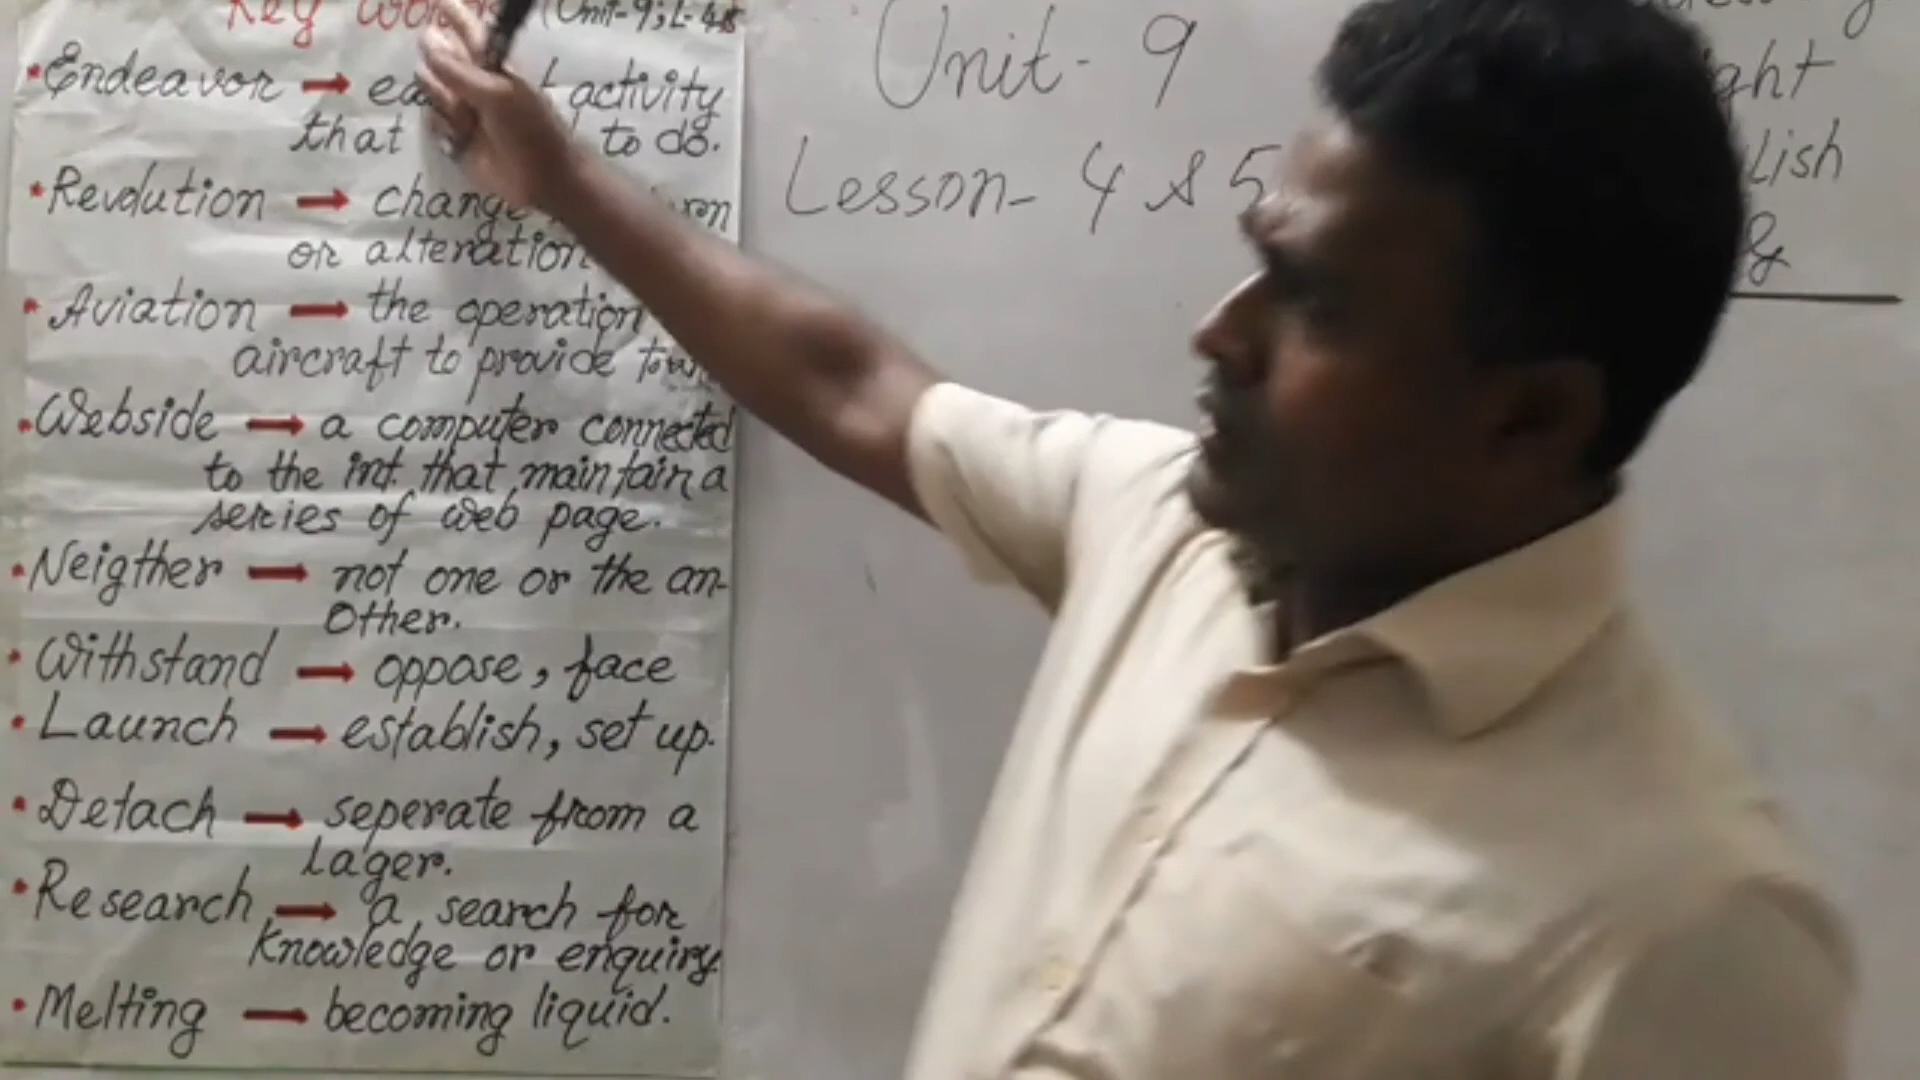 Key Words (Unit-9; L-4&5
Endeavor → activity
that to do.
Revolution → change
or alteration
Aviation → the operation
aircraft to provide
Webside → a computer connected
to the int. that maintain a
series of web page.
Neigther → not one or the an-
other.
Withstand → oppose, face
Launch → establish, set up.
Detach → seperate from a
lager.
Research → a search for
knowledge or enquiry.
Melting → becoming liquid.
Unit- 9
Lesson- 4 & 5
&